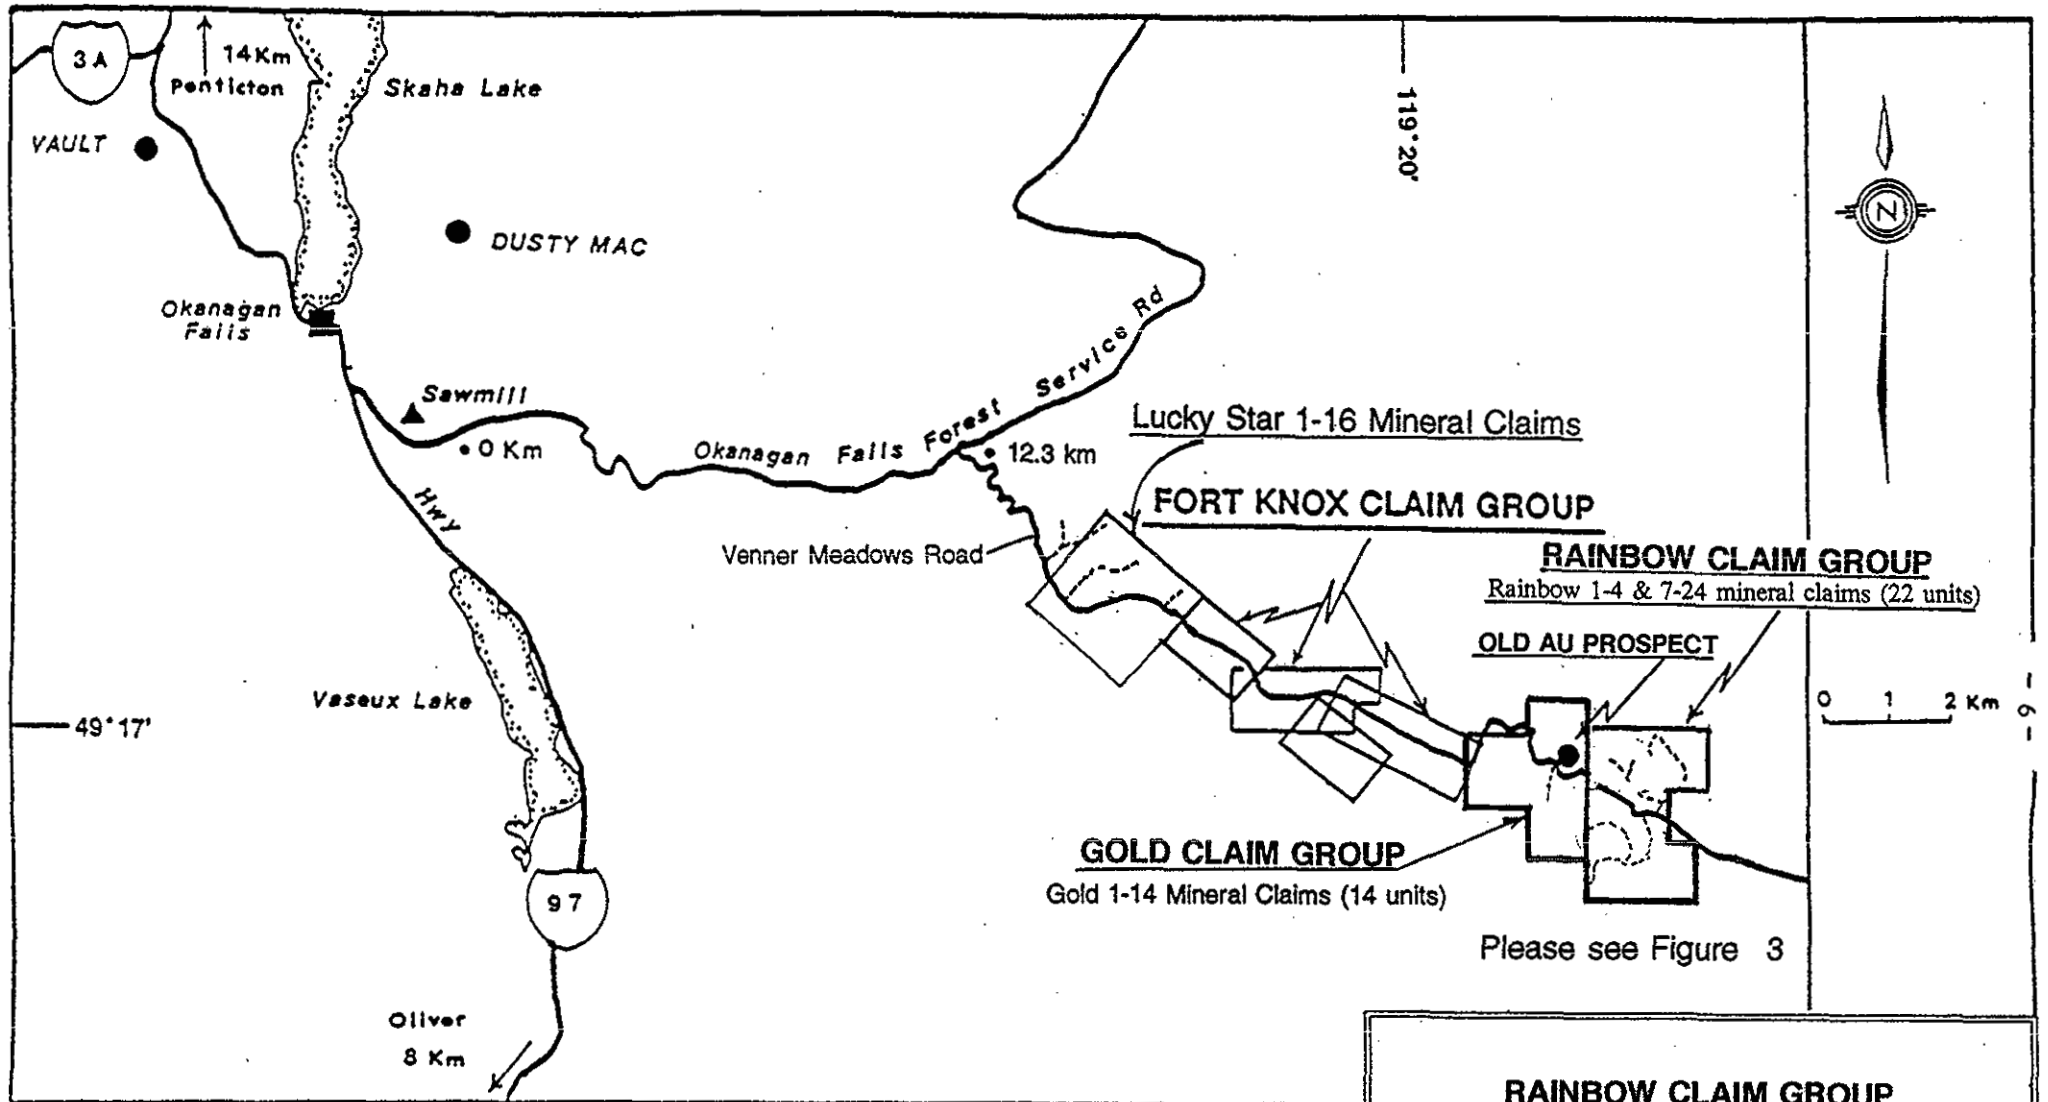 3A
14Km
Penticton
Skaha Lake
VAULT
DUSTY MAC
Okanagan
Falls
Sawmill
0 Km
Okanagan Falls Forest Service Rd
12.3 km
119°20'
N
Lucky Star 1-16 Mineral Claims
FORT KNOX CLAIM GROUP
Venner Meadows Road
RAINBOW CLAIM GROUP
Rainbow 1-4 & 7-24 mineral claims (22 units)
OLD AU PROSPECT
Hwy
Vaseux Lake
49°17'
0 1 2 Km
- 6 -
GOLD CLAIM GROUP
Gold 1-14 Mineral Claims (14 units)
97
Please see Figure 3
Oliver
8 Km
RAINBOW CLAIM GROUP